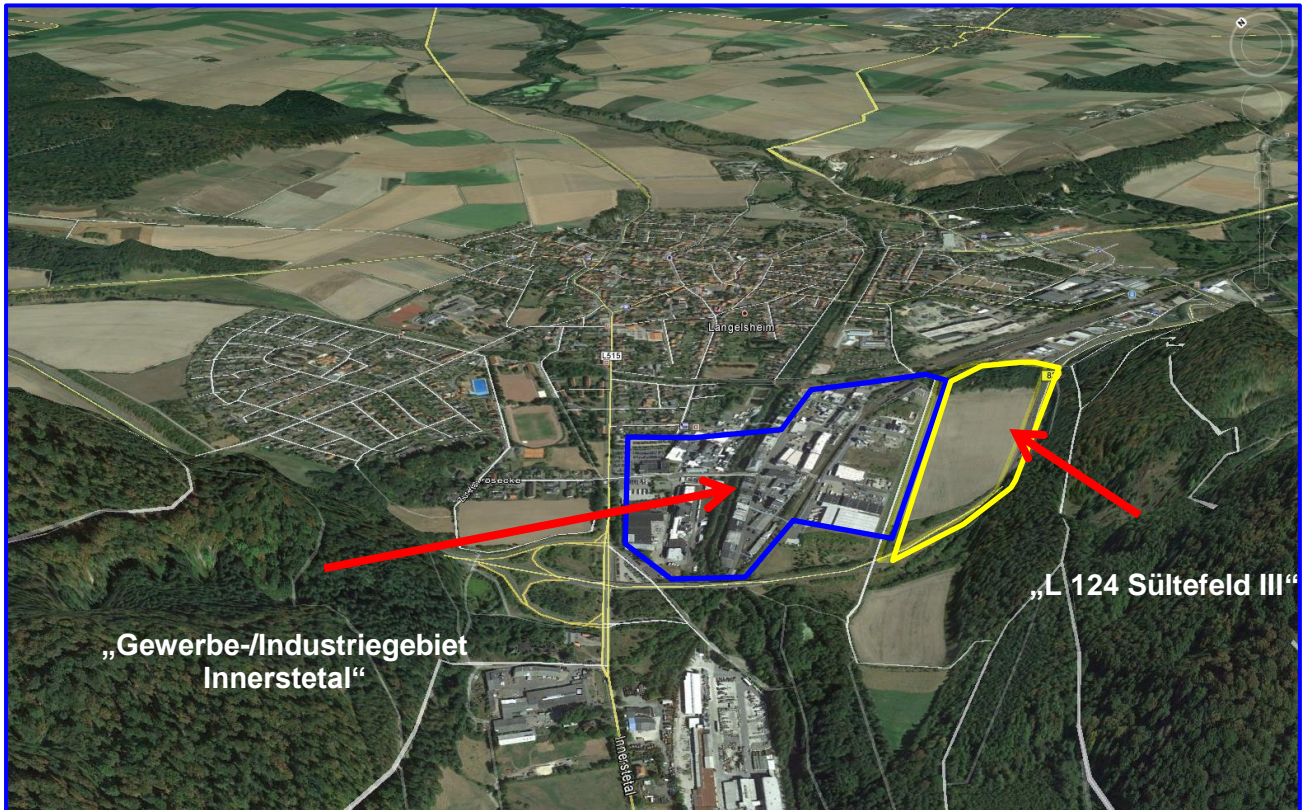 N
Langelsheim
L515
„L 124 Sültefeld III“
„Gewerbe-/Industriegebiet
Innerstetal“
Innerstetal